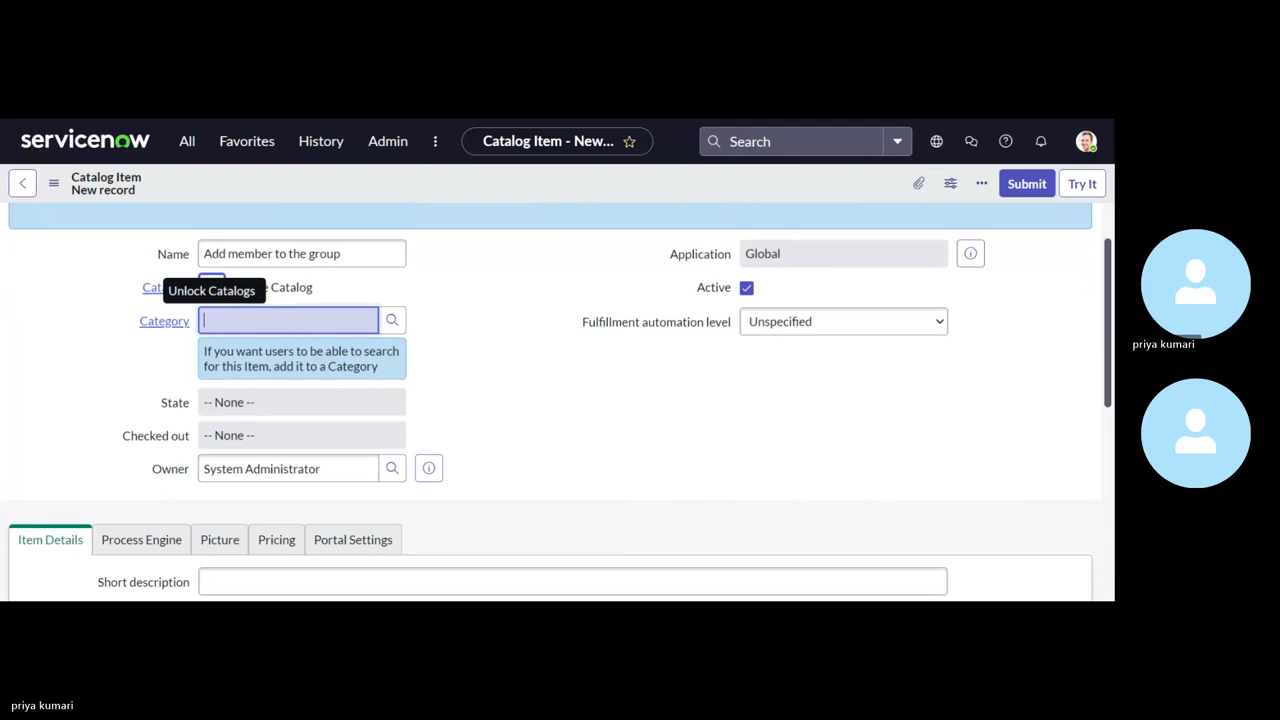 servicenow
All
Favorites
History
Admin
Catalog Item - New...
Search
Catalog Item
New record
Submit
Try It
Name
Add member to the group
Application
Global
Unlock Catalogs
Catalog
Active
Category
Fulfillment automation level
Unspecified
If you want users to be able to search
for this Item, add it to a Category
State
-- None --
Checked out
-- None --
Owner
System Administrator
Item Details
Process Engine
Picture
Pricing
Portal Settings
Short description
priya kumari
priya kumari